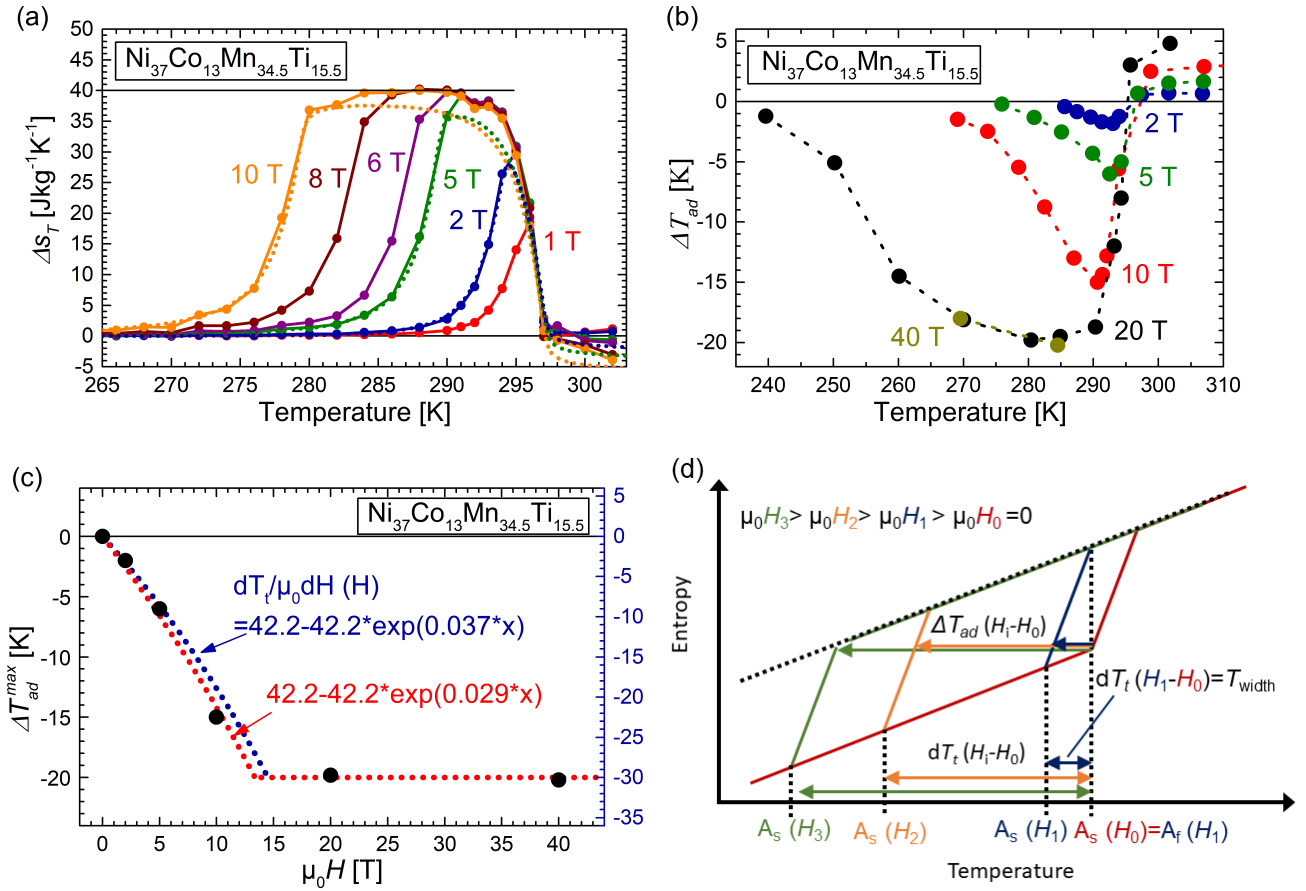 (a)
Ni37Co13Mn34.5Ti15.5
10 T
8 T
6 T
5 T
2 T
1 T
50
45
40
35
30
25
20
15
10
5
0
-5
ΔsT [Jkg-1K-1]
265 270 275 280 285 290 295 300
Temperature [K]
(b)
Ni37Co13Mn34.5Ti15.5
2 T
5 T
10 T
20 T
40 T
5
0
-5
-10
-15
-20
ΔTad [K]
240 250 260 270 280 290 300 310
Temperature [K]
(c)
Ni37Co13Mn34.5Ti15.5
dTt/μ0dH (H)
=42.2-42.2*exp(0.037*x)
42.2-42.2*exp(0.029*x)
0
-5
-10
-15
-20
ΔTadmax [K]
5
0
-5
-10
-15
-20
-25
-30
-35
0 5 10 15 20 25 30 35 40
μ0H [T]
(d)
μ0H3> μ0H2> μ0H1 > μ0H0 =0
ΔTad (Hi-H0)
dTt (H1-H0)=Twidth
dTt (Hi-H0)
Entropy
As (H3) As (H2) As (H1) As (H0)=Af (H1)
Temperature